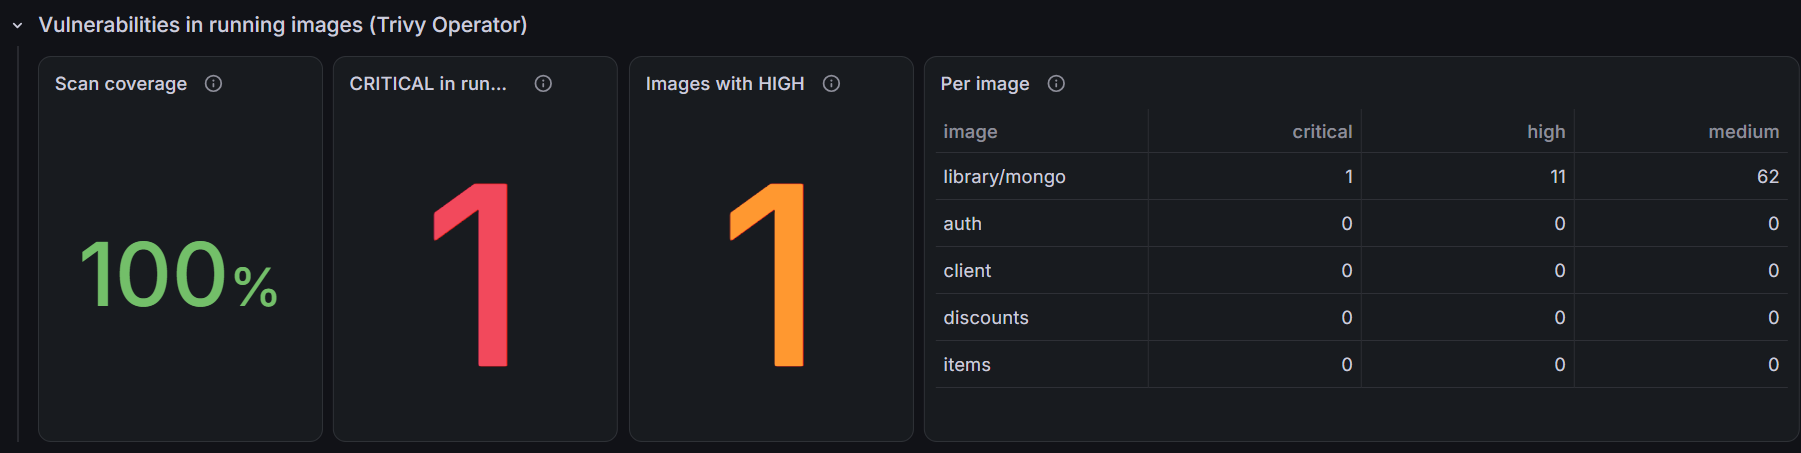 Vulnerabilities in running images (Trivy Operator)
Scan coverage
100%
CRITICAL in run...
1
Images with HIGH
1
Per image
image critical high medium
library/mongo 1 11 62
auth 0 0 0
client 0 0 0
discounts 0 0 0
items 0 0 0